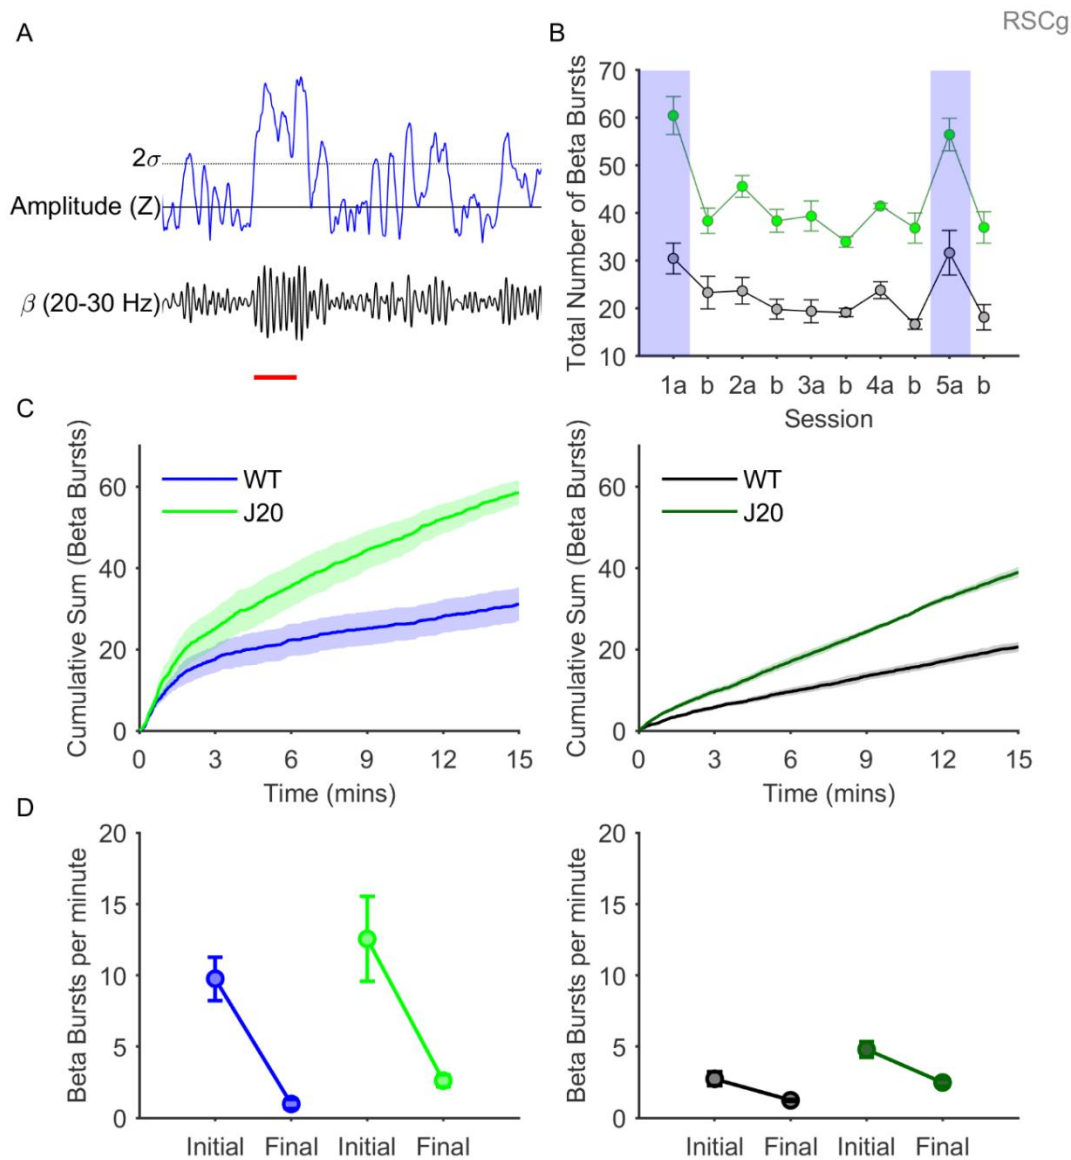 RSCg
A
2σ
Amplitude (Z)
β (20-30 Hz)
B
Total Number of Beta Bursts
70
60
50
40
30
20
10
1a b 2a b 3a b 4a b 5a b
Session
C
Cumulative Sum (Beta Bursts)
60
40
20
0
WT
J20
0 3 6 9 12 15
Time (mins)
Cumulative Sum (Beta Bursts)
60
40
20
0
WT
J20
0 3 6 9 12 15
Time (mins)
D
Beta Bursts per minute
20
15
10
5
0
Initial Final Initial Final
Beta Bursts per minute
20
15
10
5
0
Initial Final Initial Final